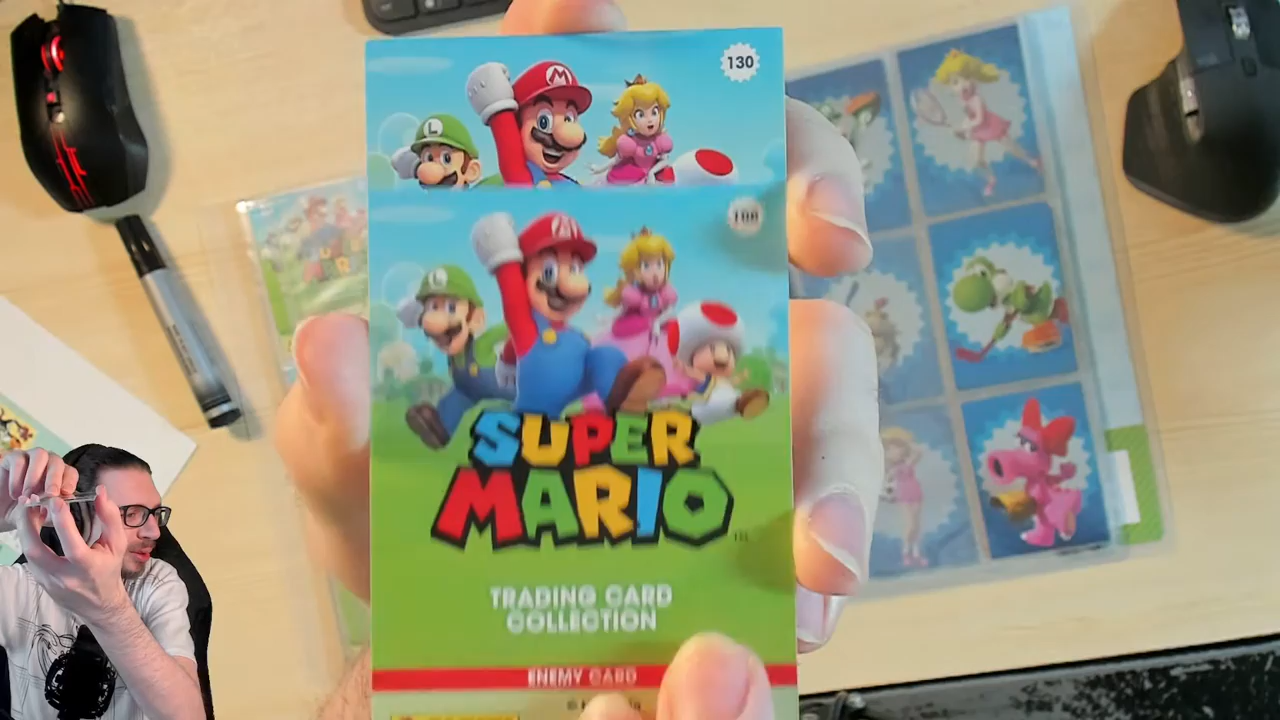 130
SUPER
MARIO
TRADING CARD
COLLECTION
ENEMY CARD